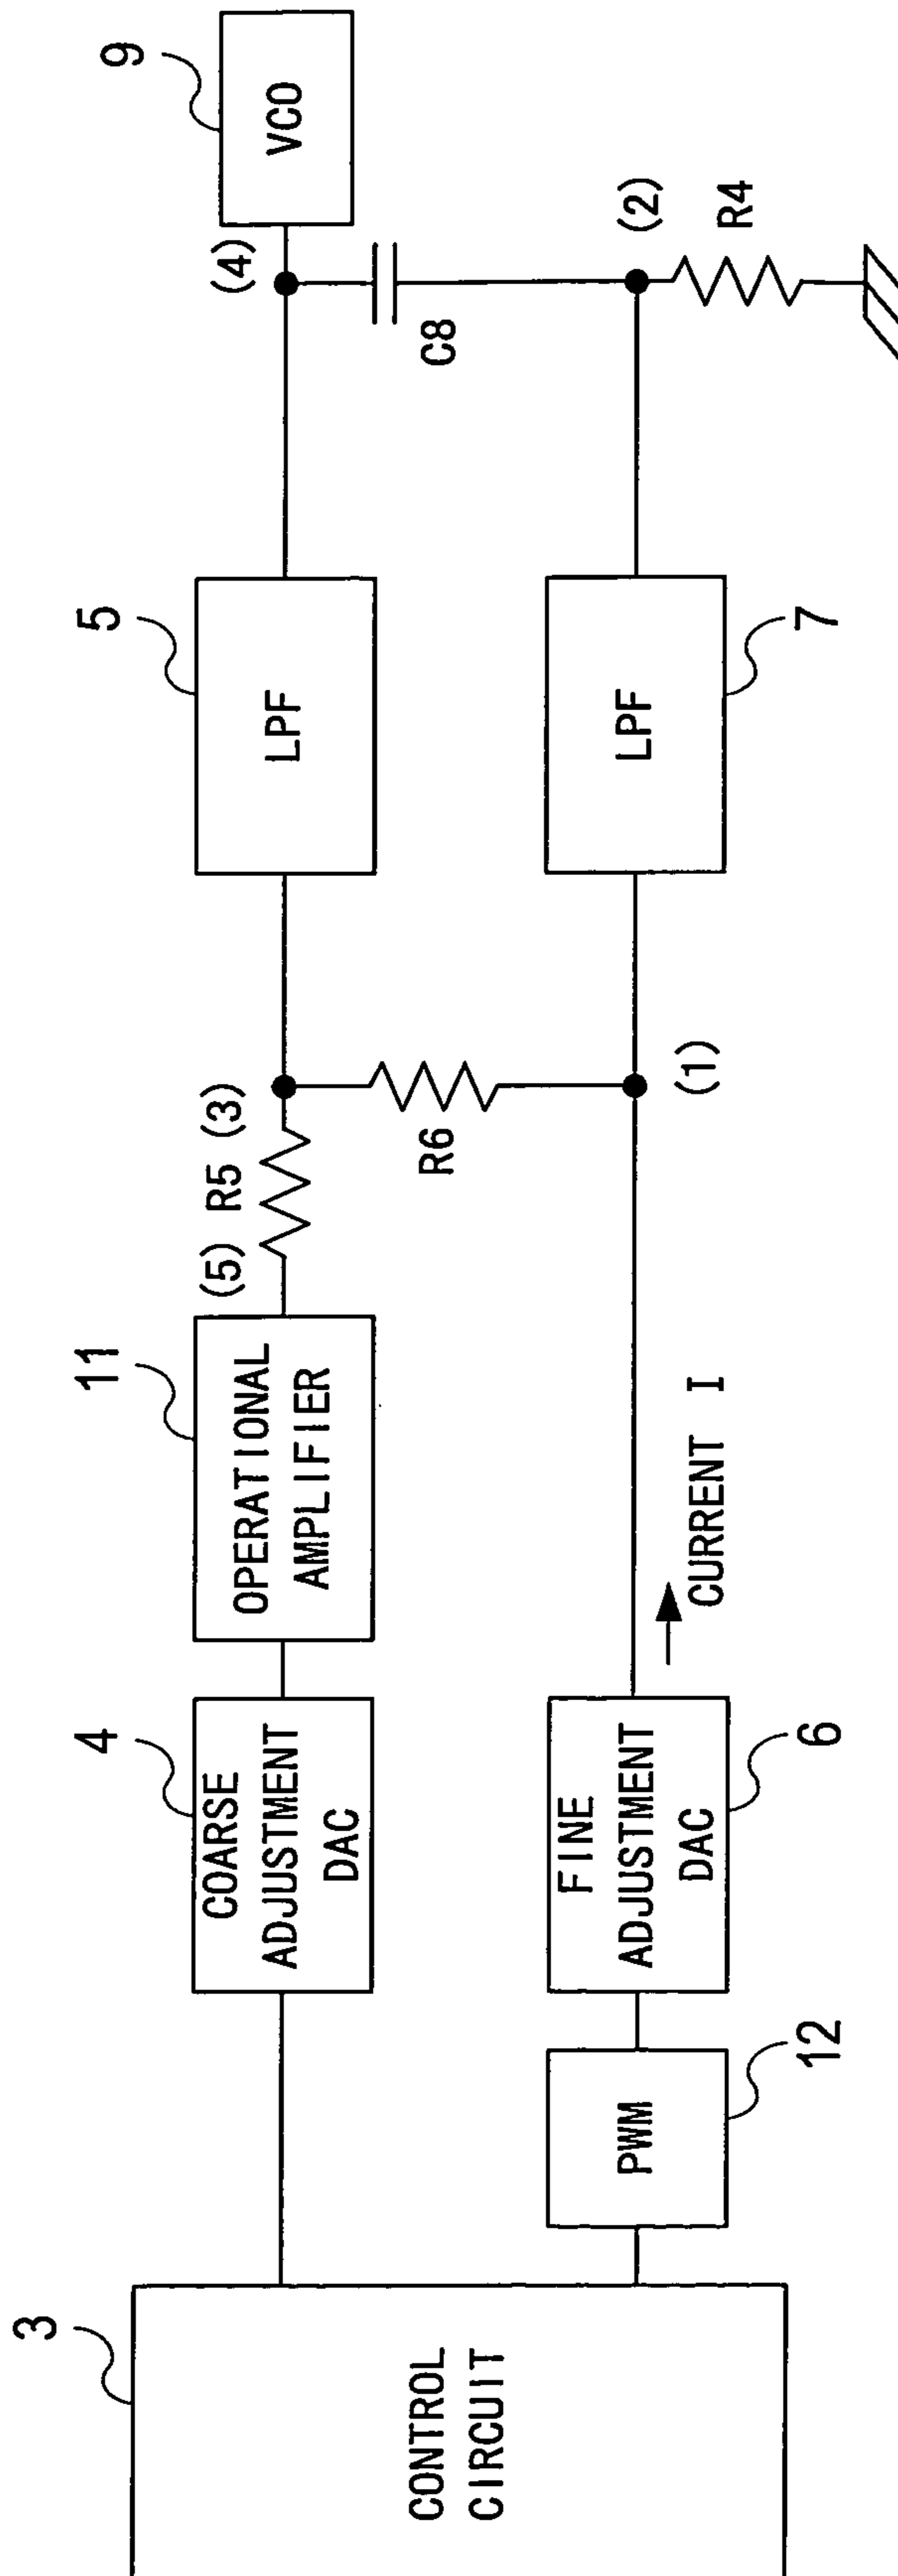 3
CONTROL
CIRCUIT
4
COARSE
ADJUSTMENT
DAC
11
OPERATIONAL
AMPLIFIER
(5) R5 (3)
5
LPF
(4)
9
VCO
R6
C8
12
PWM
6
FINE
ADJUSTMENT
DAC
CURRENT I
(1)
7
LPF
(2)
R4